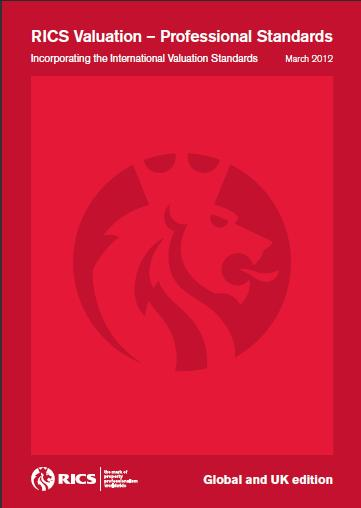 RICS Valuation – Professional Standards
Incorporating the International Valuation Standards March 2012
RICS
the mark of
property
professionalism
worldwide
Global and UK edition